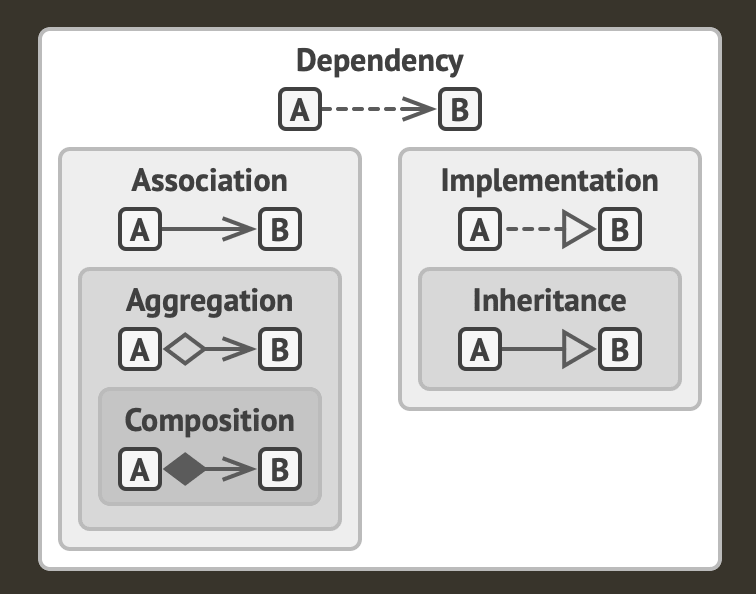 Dependency
A B
Association
A B
Aggregation
A B
Composition
A B
Implementation
A B
Inheritance
A B